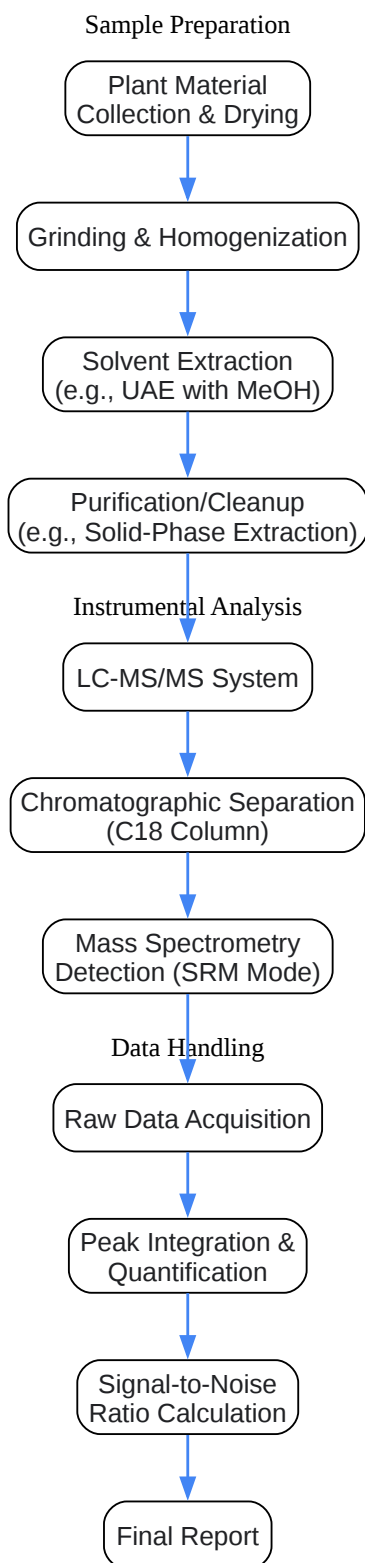 Sample Preparation
Plant Material
Collection & Drying
Grinding & Homogenization
Solvent Extraction
(e.g., UAE with MeOH)
Purification/Cleanup
(e.g., Solid-Phase Extraction)
Instrumental Analysis
LC-MS/MS System
Chromatographic Separation
(C18 Column)
Mass Spectrometry
Detection (SRM Mode)
Data Handling
Raw Data Acquisition
Peak Integration &
Quantification
Signal-to-Noise
Ratio Calculation
Final Report